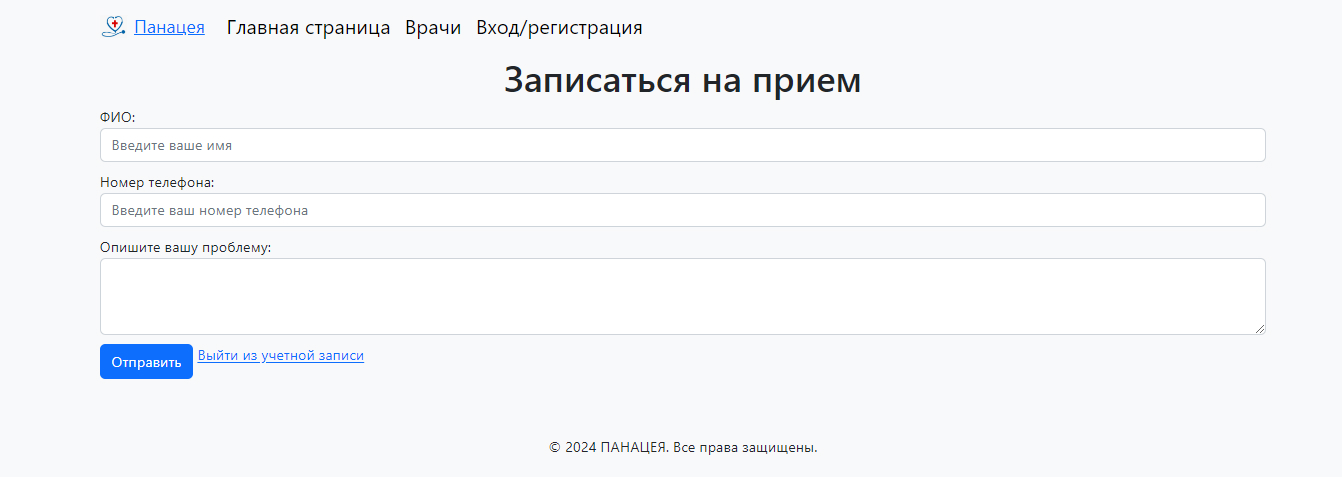 Панацея Главная страница Врачи Вход/регистрация
Записаться на прием
ФИО:
Введите ваше имя
Номер телефона:
Введите ваш номер телефона
Опишите вашу проблему:
Отправить Выйти из учетной записи
© 2024 ПАНАЦЕЯ. Все права защищены.